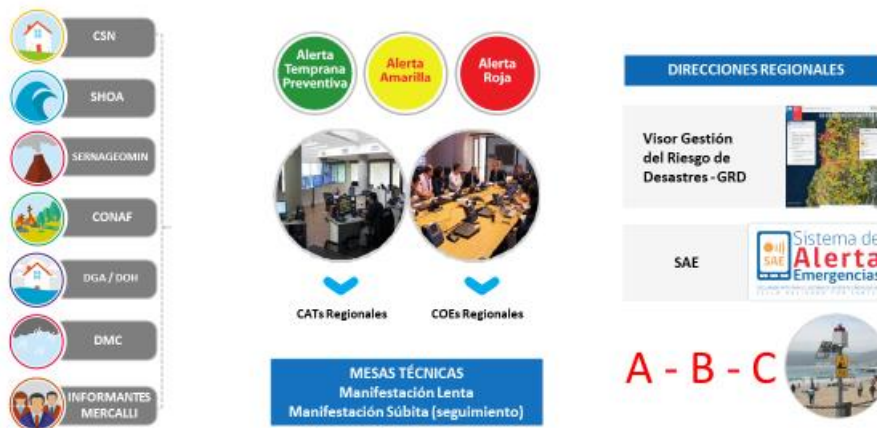 CSN
SHOA
SERNAGEOMIN
CONAF
DGA / DOH
DMC
INFORMANTES
MERCALLI
Alerta
Temprana
Preventiva
Alerta
Amarilla
Alerta
Roja
CATs Regionales
COEs Regionales
MESAS TÉCNICAS
Manifestación Lenta
Manifestación Súbita (seguimiento)
DIRECCIONES REGIONALES
Visor Gestión
del Riesgo de
Desastres - GRD
SAE
SAE
Sistema de
Alerta
Emergencias
A - B - C